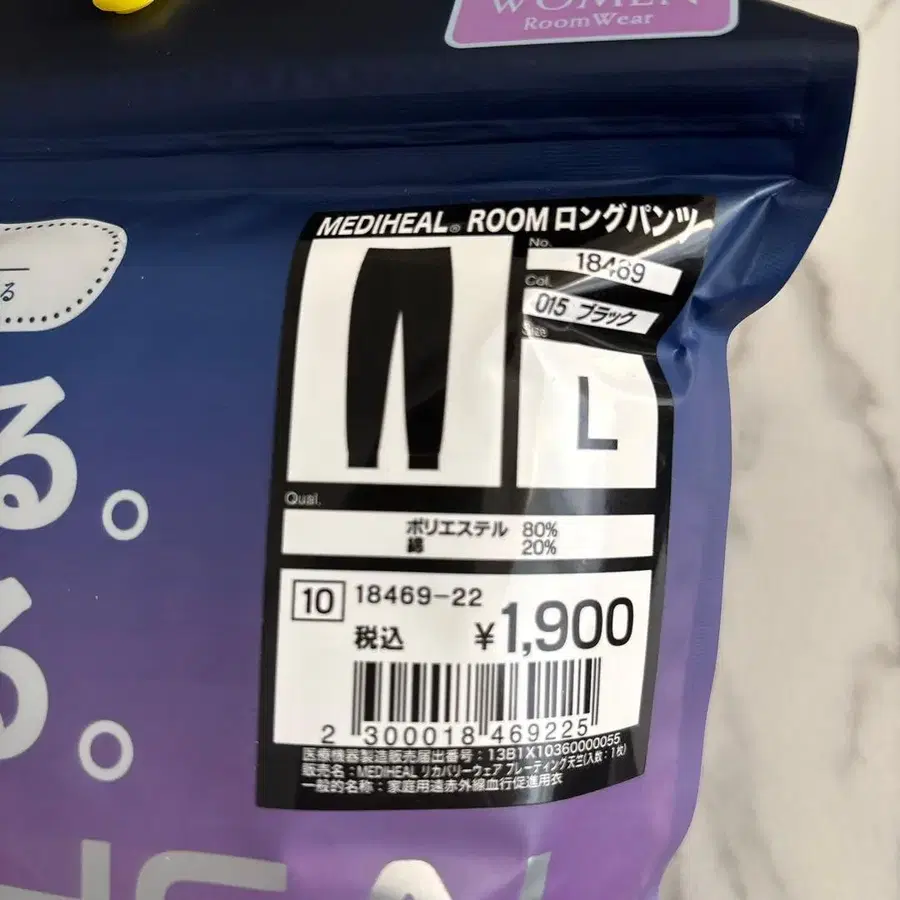 WOMEN
RoomWear
MEDIHEAL® ROOM ロングパンツ
No.
18469
Col.
015 ブラック
Size
L
る
る。
る。
Qual.
ポリエステル 80%
綿 20%
10 18469-22
税込 ¥1,900
2 300018 469225
医療機器製造販売届出番号:13B1X10360000055
販売名:MEDIHEAL リカバリーウェア プレーティング天竺(入数:1枚)
一般的名称:家庭用遠赤外線血行促進用衣